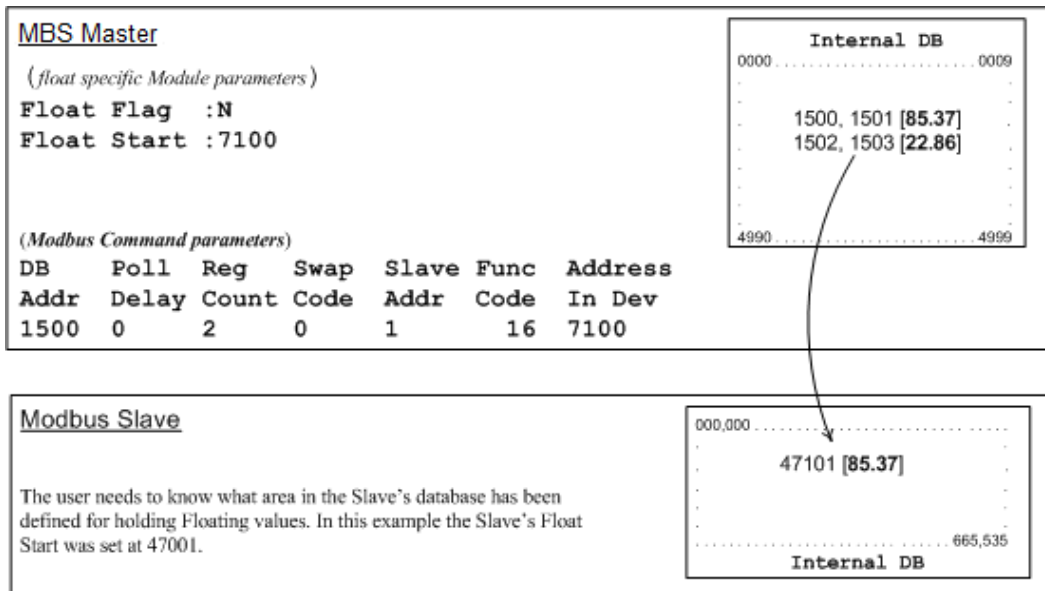 MBS Master
(float specific Module parameters)
Float Flag :N
Float Start :7100
(Modbus Command parameters)
DB Poll Reg Swap Slave Func Address
Addr Delay Count Code Addr Code In Dev
1500 0 2 0 1 16 7100
Internal DB
0000 . . . . . . . . . . . . . . . . . . . . . . . . . 0009
1500, 1501 [85.37]
1502, 1503 [22.86]
4990 . . . . . . . . . . . . . . . . . . . . . . . . . 4999
Modbus Slave
The user needs to know what area in the Slave's database has been
defined for holding Floating values. In this example the Slave's Float
Start was set at 47001.
000,000 . . . . . . . . . . . . . . . . . . . . . . . . . . . .
47101 [85.37]
. . . . . . . . . . . . . . . . . . . . . . . . . . . . 665,535
Internal DB